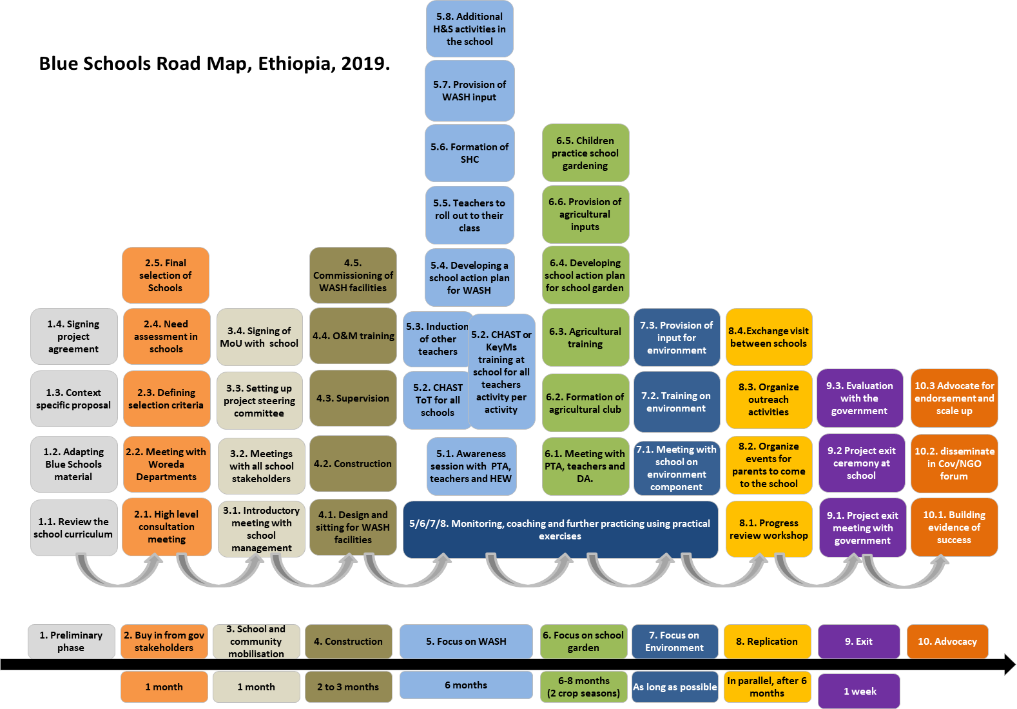 Blue Schools Road Map, Ethiopia, 2019.
1.4. Signing
project
agreement
1.3. Context
specific proposal
1.2. Adapting
Blue Schools
material
1.1. Review the
school curriculum
2.5. Final
selection of
Schools
2.4. Need
assessment in
schools
2.3. Defining
selection criteria
2.2. Meeting with
Woreda
Departments
2.1. High level
consultation
meeting
3.4. Signing of
MoU with school
3.3. Setting up
project steering
committee
3.2. Meetings
with all school
stakeholders
3.1. Introductory
meeting with
school
management
4.5.
Commissioning of
WASH facilities
4.4. O&M training
4.3. Supervision
4.2. Construction
4.1. Design and
sitting for WASH
facilities
5.8. Additional
H&S activities in
the school
5.7. Provision of
WASH input
5.6. Formation of
SHC
5.5. Teachers to
roll out to their
class
5.4. Developing a
school action plan
for WASH
5.3. Induction
of other
teachers
5.2. CHAST or
KeyMs
training at
school for all
teachers
activity per
activity
5.2. CHAST
ToT for all
schools
5.1. Awareness
session with PTA,
teachers and HEW
6.5. Children
practice school
gardening
6.6. Provision of
agricultural
inputs
6.4. Developing
school action plan
for school garden
6.3. Agricultural
training
6.2. Formation of
agricultural club
6.1. Meeting with
PTA, teachers and
DA.
7.3. Provision of
input for
environment
7.2. Training on
environment
7.1. Meeting with
school on
environment
component
5/6/7/8. Monitoring, coaching and further practicing using practical
exercises
8.4.Exchange visit
between schools
8.3. Organize
outreach
activities
8.2. Organize
events for
parents to come
to the school
8.1. Progress
review workshop
9.3. Evaluation
with the
government
9.2 Project exit
ceremony at
school
9.1. Project exit
meeting with
government
10.3 Advocate for
endorsement and
scale up
10.2. disseminate
in Cov/NGO
forum
10.1. Building
evidence of
success
1. Preliminary
phase
2. Buy in from gov
stakeholders
3. School and
community
mobilisation
4. Construction
5. Focus on WASH
6. Focus on school
garden
7. Focus on
Environment
8. Replication
9. Exit
10. Advocacy
1 month
1 month
2 to 3 months
6 months
6-8 months
(2 crop seasons)
As long as possible
In parallel, after 6
months
1 week